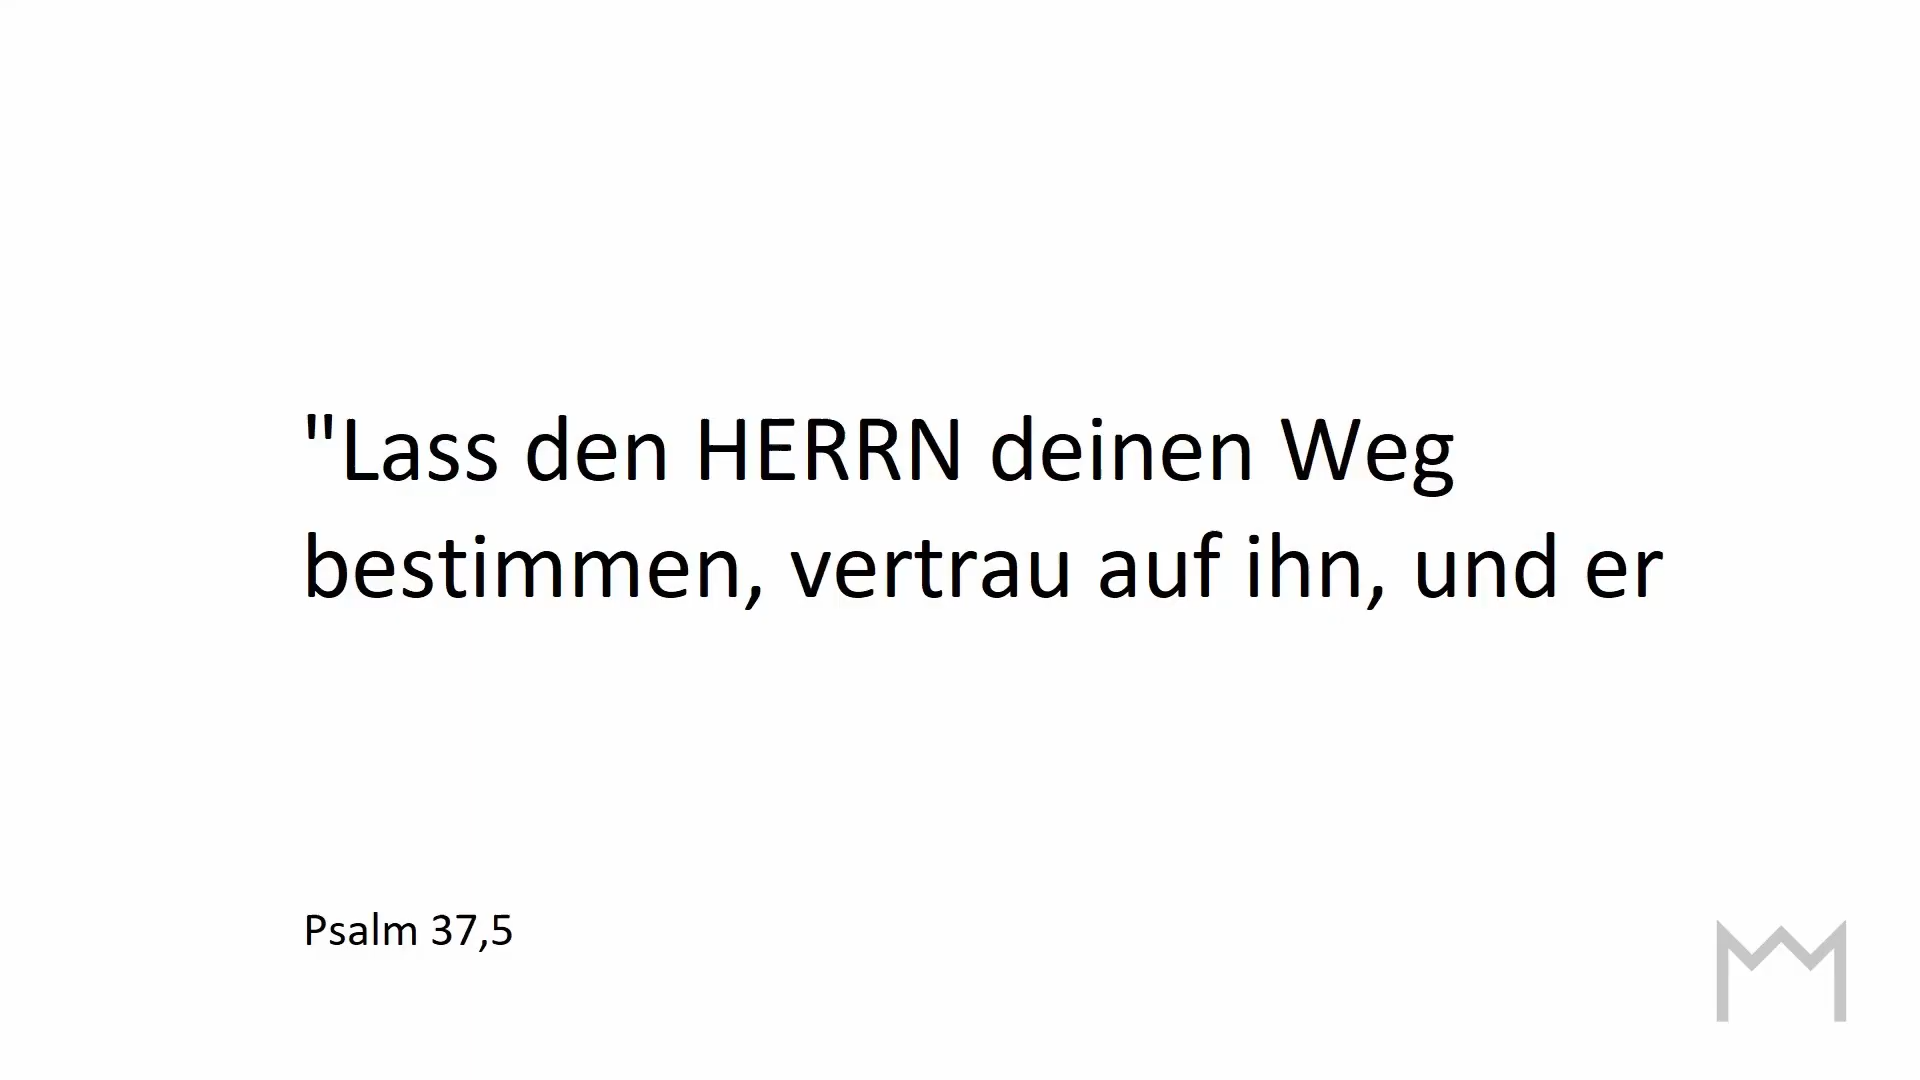 "Lass den HERRN deinen Weg
bestimmen, vertrau auf ihn, und er
Psalm 37,5